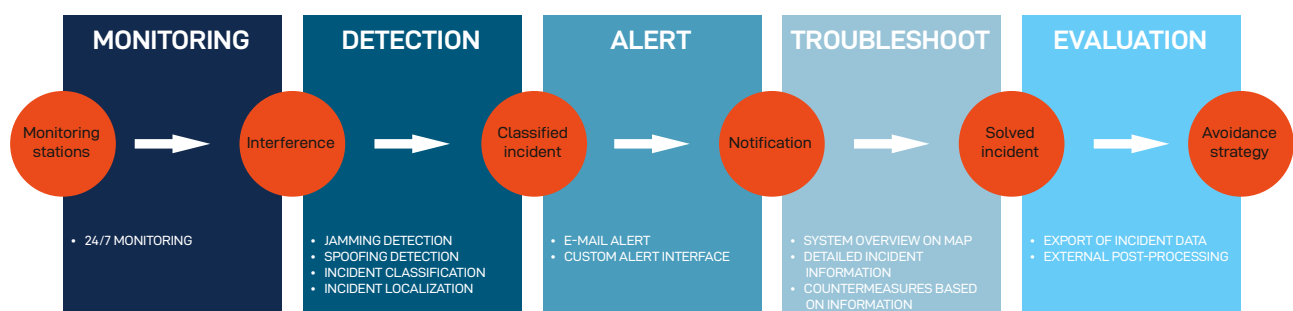 MONITORING
DETECTION
ALERT
TROUBLESHOOT
EVALUATION
Monitoring
stations
Interference
Classified
incident
Notification
Solved
incident
Avoidance
strategy
• 24/7 MONITORING
• JAMMING DETECTION
• SPOOFING DETECTION
• INCIDENT CLASSIFICATION
• INCIDENT LOCALIZATION
• E-MAIL ALERT
• CUSTOM ALERT INTERFACE
• SYSTEM OVERVIEW ON MAP
• DETAILED INCIDENT
INFORMATION
• COUNTERMEASURES BASED
ON INFORMATION
• EXPORT OF INCIDENT DATA
• EXTERNAL POST-PROCESSING